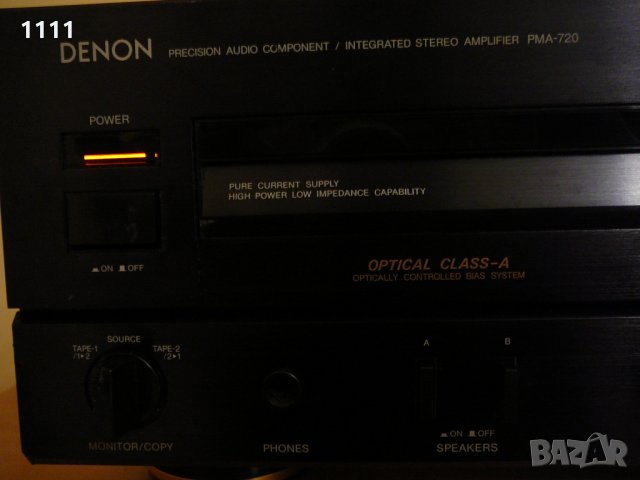 1111
DENON PRECISION AUDIO COMPONENT / INTEGRATED STEREO AMPLIFIER PMA-720
POWER
PURE CURRENT SUPPLY
HIGH POWER LOW IMPEDANCE CAPABILITY
ON OFF
OPTICAL CLASS-A
OPTICALLY CONTROLLED BIAS SYSTEM
SOURCE
TAPE-1 TAPE-2
/1▸2 /2▸1
A B
ON OFF
MONITOR/COPY PHONES SPEAKERS
BAZAR